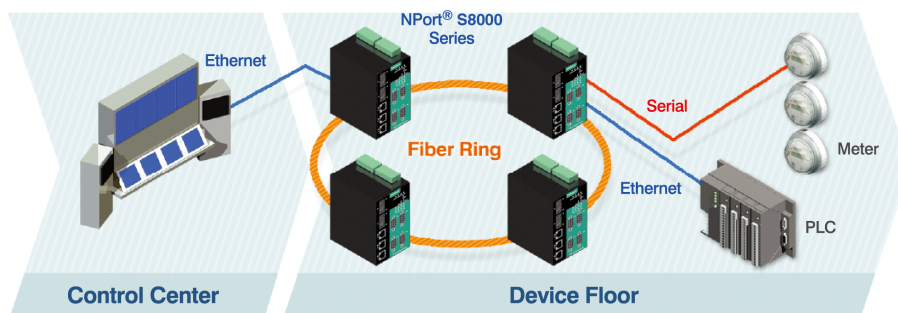 NPort® S8000
Series
Ethernet
Serial
Fiber Ring
Meter
Ethernet
PLC
Control Center
Device Floor